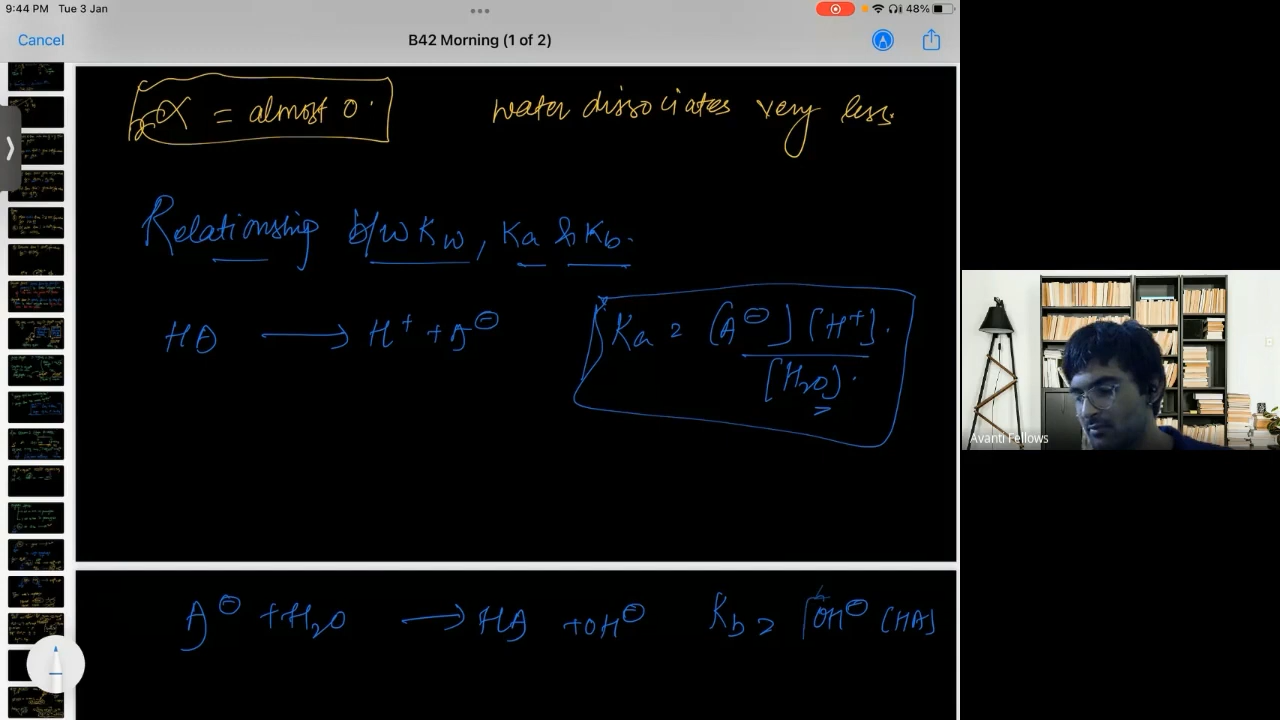 9:44 PM Tue 3 Jan
48%
Cancel
B42 Morning (1 of 2)
α = almost 0.
water dissociates very less.
Relationship b/w Kw, Ka & Kb.
HA ⟶ H⁺ + A⊖
Ka = [A⊖] [H⁺]
[H₂O].
A⊖ + H₂O ⟶ HA + OH⊖
Kb = [OH⊖ [HA]
Avanti Fellows